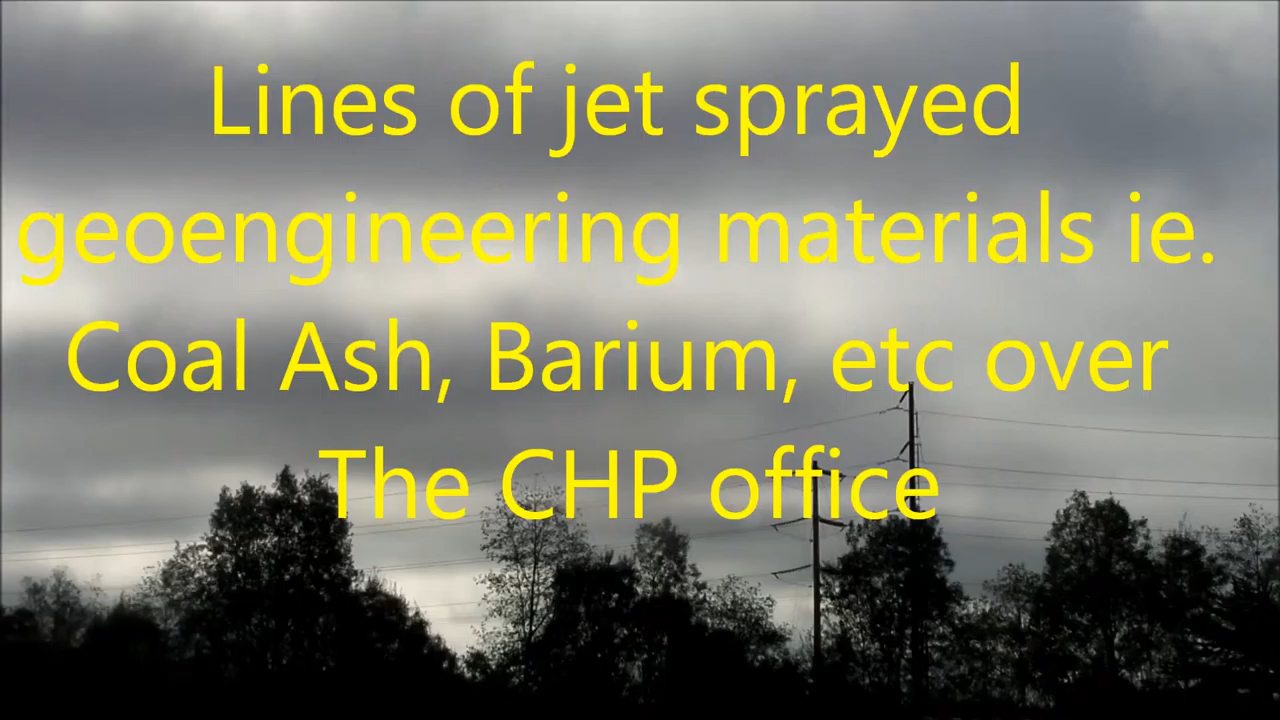 Lines of jet sprayed
geoengineering materials ie.
Coal Ash, Barium, etc over
The CHP office